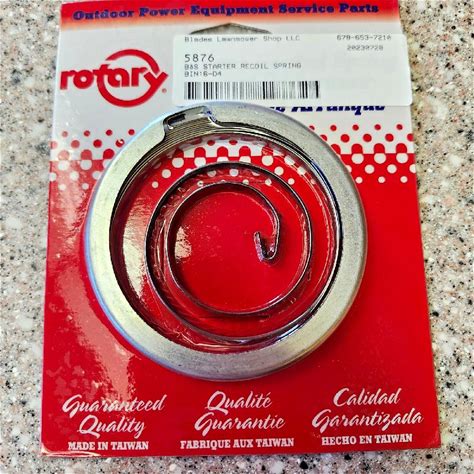 Outdoor Power Equipment Service Parts
Blades Lawnmower Shop LLC 678-653-7210
20230728
5876
B&S STARTER RECOIL SPRING
BIN:6-D4
rotary
Guaranteed Quality
MADE IN TAIWAN
Qualité Guarantie
FABRIQUE AUX TAIWAN
Calidad Garantizada
HECHO EN TAIWAN